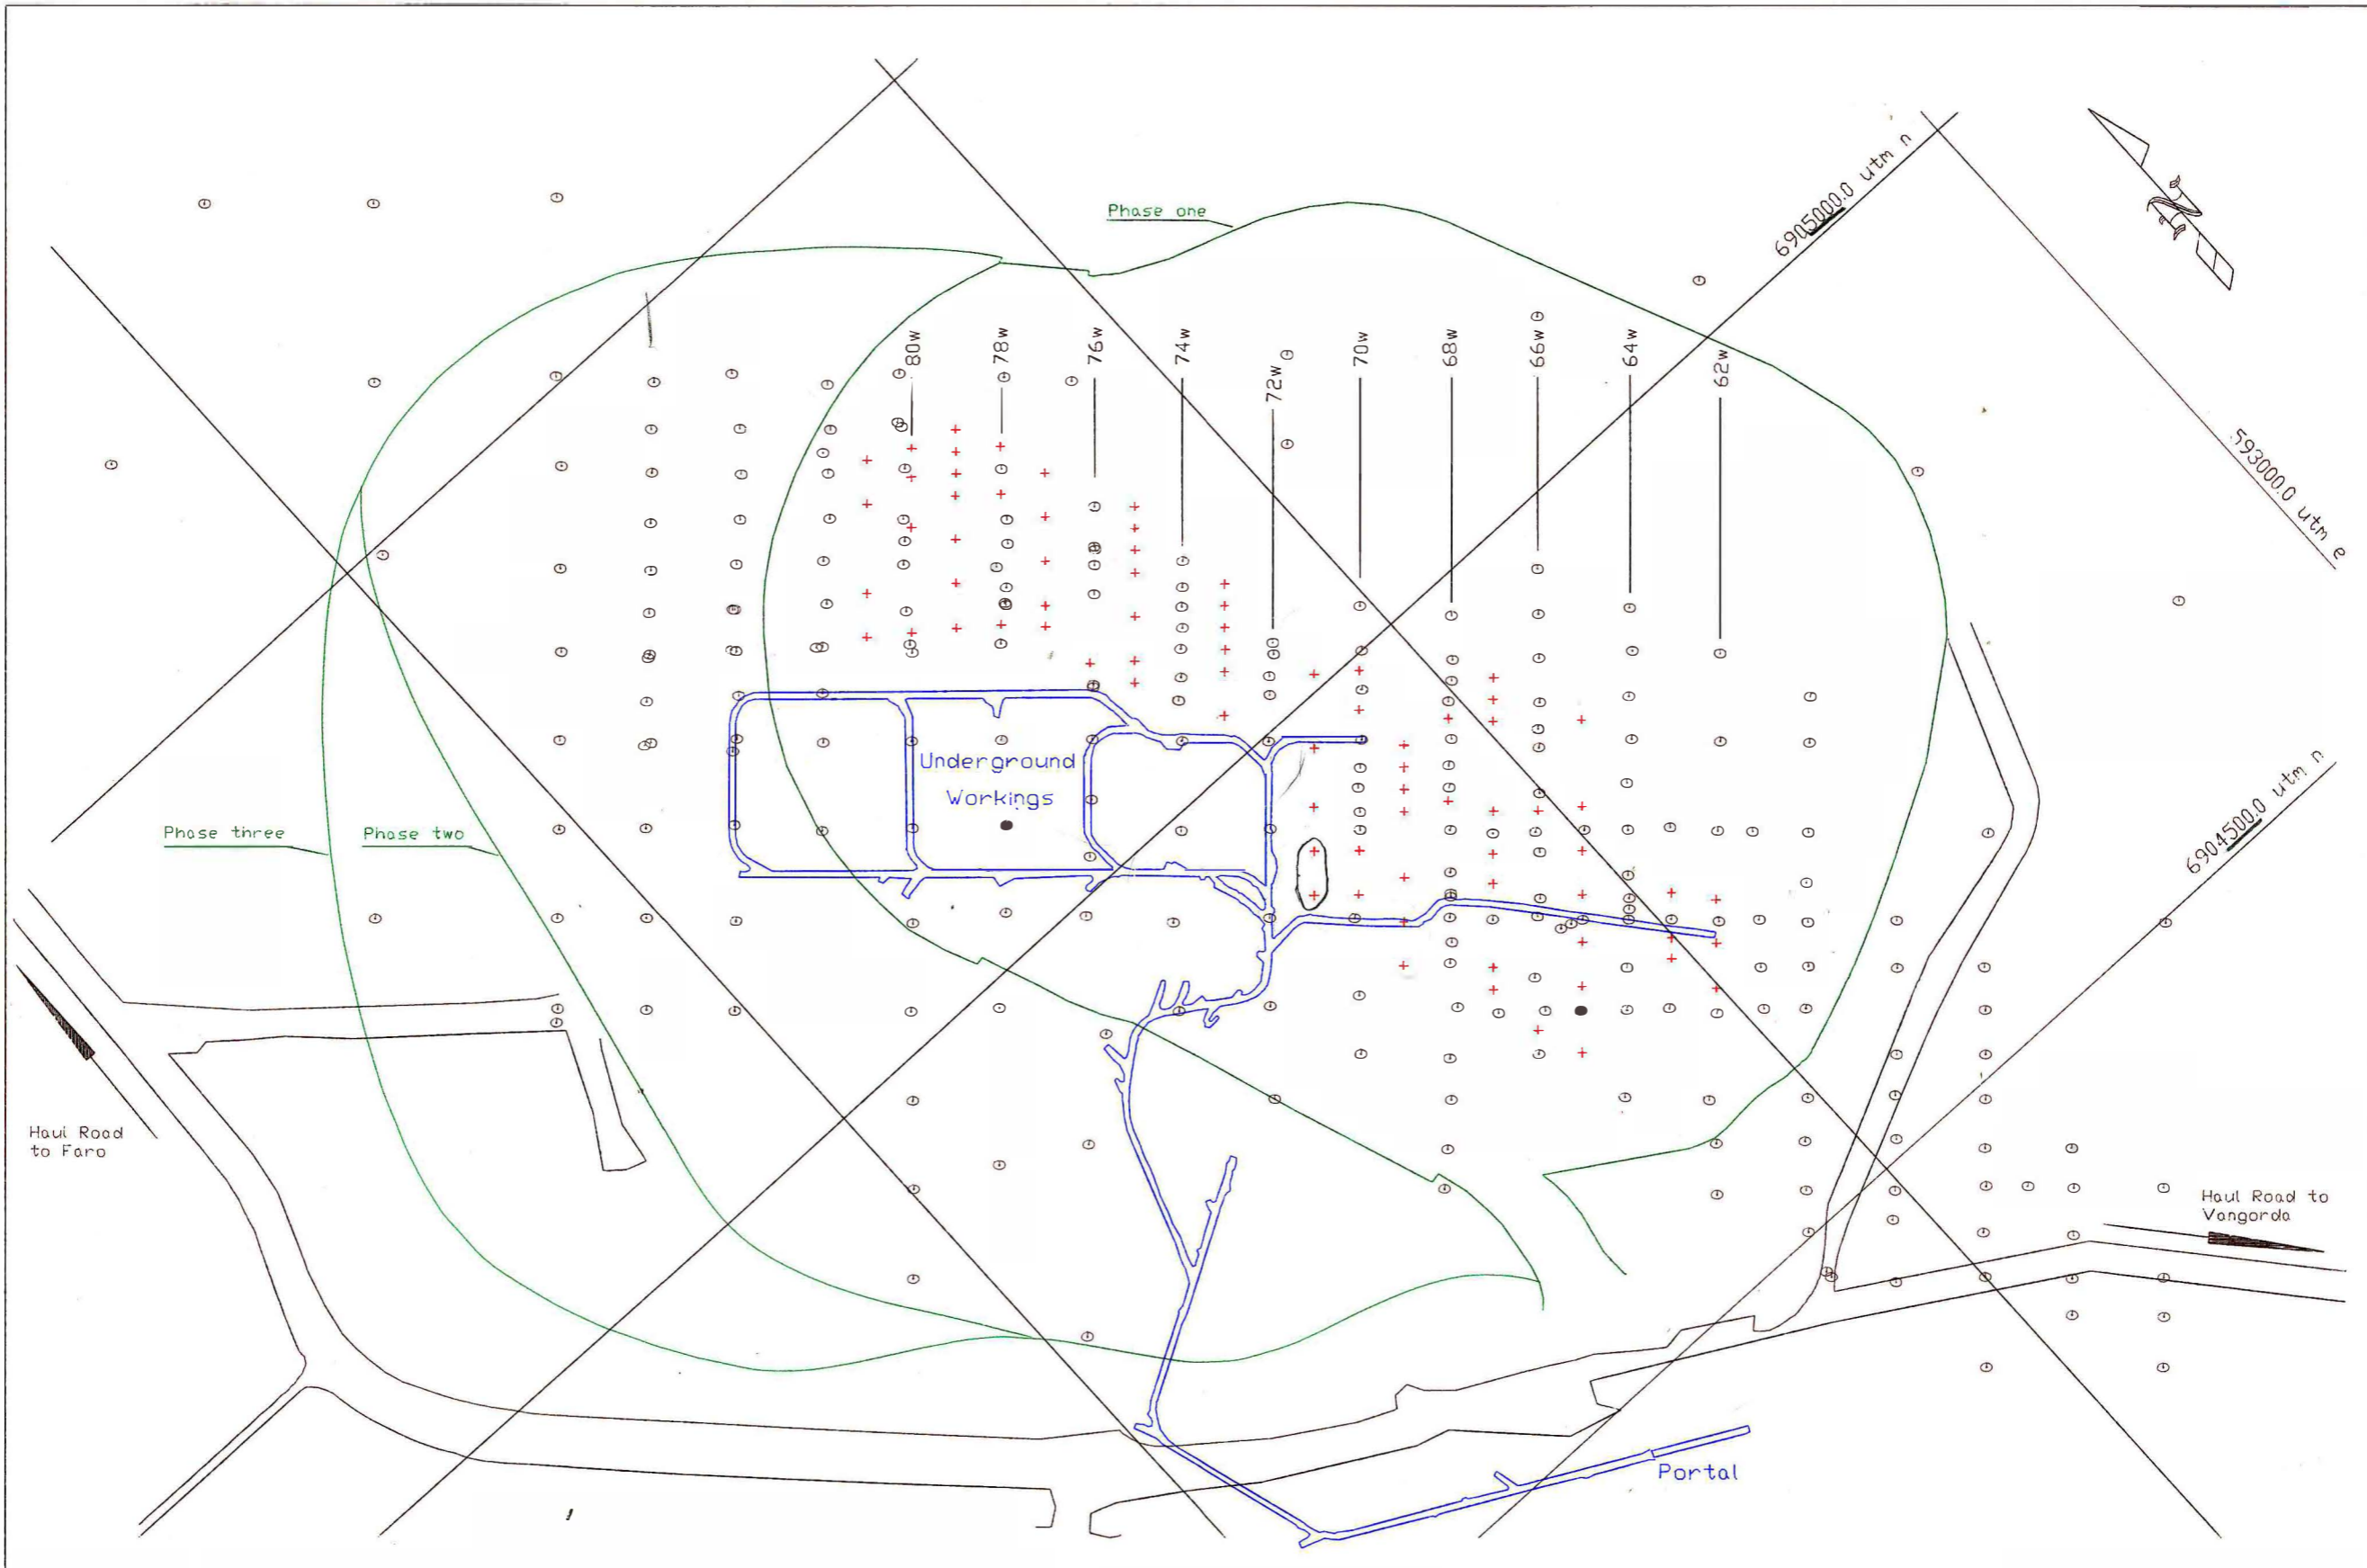 Phase one
6905000.0 utm n
N
80w
78w
76w
74w
72w
70w
68w
66w
64w
62w
593000.0 utm e
Underground
Workings
Phase three
Phase two
6904500.0 utm n
Haul Road
to Faro
Haul Road to
Vangorda
Portal